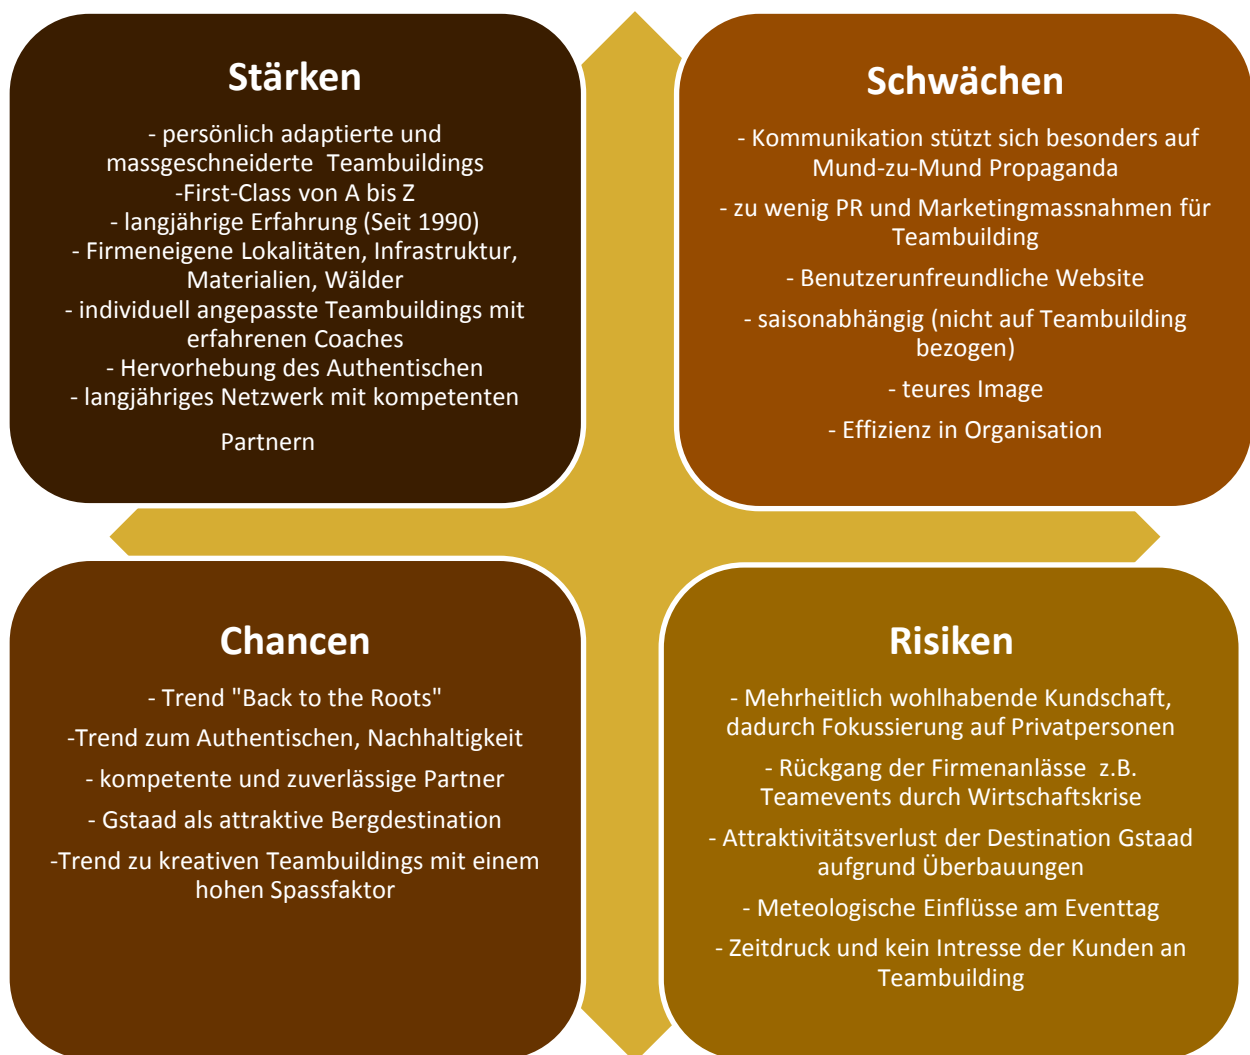 Stärken
- persönlich adaptierte und
massgeschneiderte Teambuildings
-First-Class von A bis Z
- langjährige Erfahrung (Seit 1990)
- Firmeneigene Lokalitäten, Infrastruktur,
Materialien, Wälder
- individuell angepasste Teambuildings mit
erfahrenen Coaches
- Hervorhebung des Authentischen
- langjähriges Netzwerk mit kompetenten
Partnern
Schwächen
- Kommunikation stützt sich besonders auf
Mund-zu-Mund Propaganda
- zu wenig PR und Marketingmassnahmen für
Teambuilding
- Benutzerunfreundliche Website
- saisonabhängig (nicht auf Teambuilding
bezogen)
- teures Image
- Effizienz in Organisation
Chancen
- Trend "Back to the Roots"
-Trend zum Authentischen, Nachhaltigkeit
- kompetente und zuverlässige Partner
- Gstaad als attraktive Bergdestination
-Trend zu kreativen Teambuildings mit einem
hohen Spassfaktor
Risiken
- Mehrheitlich wohlhabende Kundschaft,
dadurch Fokussierung auf Privatpersonen
- Rückgang der Firmenanlässe z.B.
Teamevents durch Wirtschaftskrise
- Attraktivitätsverlust der Destination Gstaad
aufgrund Überbauungen
- Meteologische Einflüsse am Eventtag
- Zeitdruck und kein Intresse der Kunden an
Teambuilding